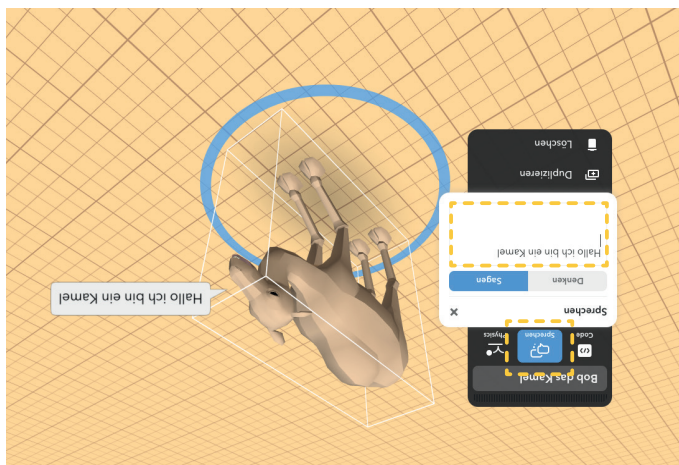 Bob das Kamel
Code
Sprechen
Physics
Sprechen
Denken
Sagen
Hallo ich bin ein Kamel
Duplizieren
Löschen
Hallo ich bin ein Kamel